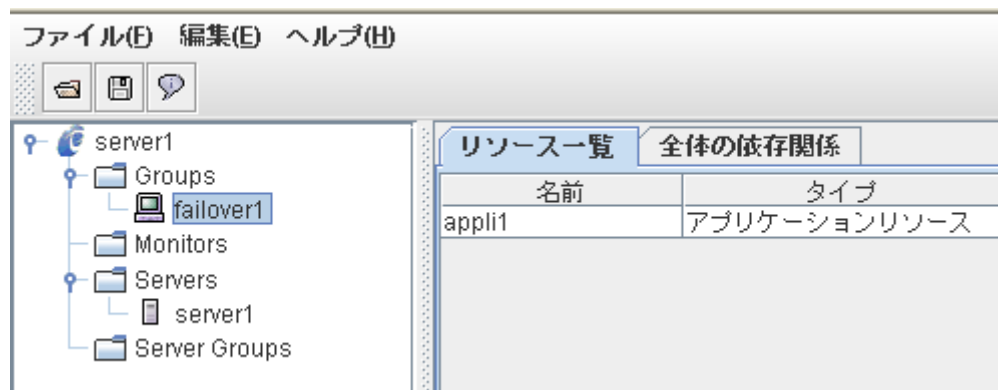 ファイル(F) 編集(E) ヘルプ(H)
server1
Groups
failover1
Monitors
Servers
server1
Server Groups
リソース一覧 全体の依存関係
名前 タイプ
appli1 アプリケーションリソース